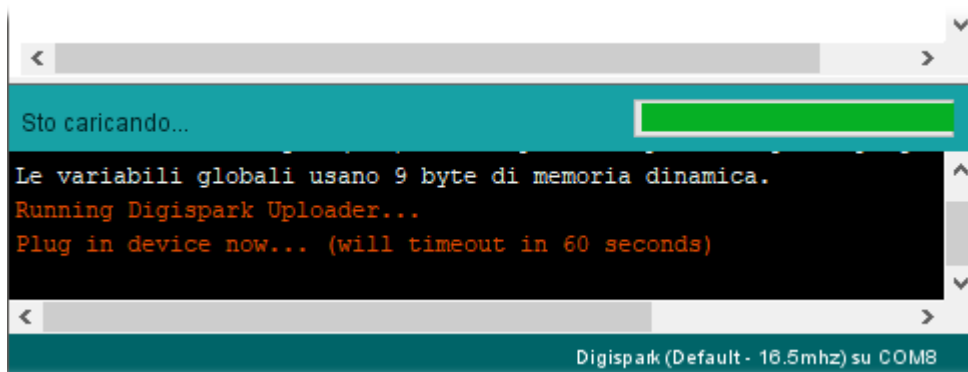 Sto caricando...
Le variabili globali usano 9 byte di memoria dinamica.
Running Digispark Uploader...
Plug in device now... (will timeout in 60 seconds)
Digispark (Default - 16.5mhz) su COM8